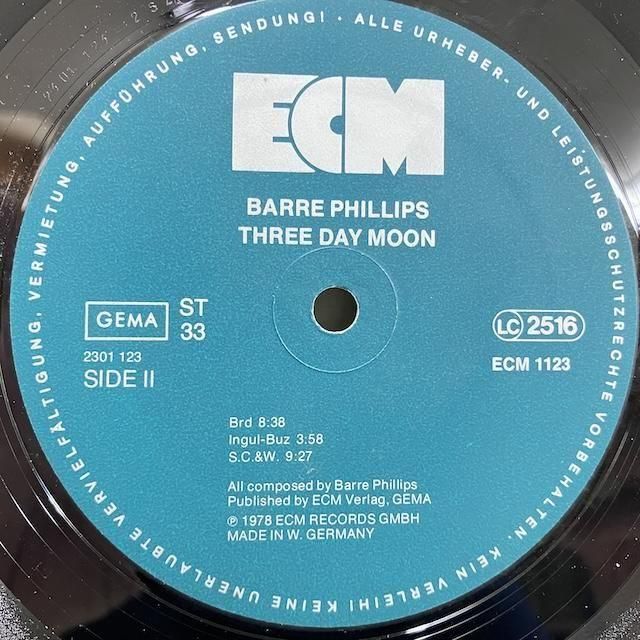 ALLE URHEBER- UND LEISTUNGSSCHUTZRECHTE VORBEHALTEN. KEIN VERLEIH! KEINE UNERLAUBTE VERVIELFÄLTIGUNG, VERMIETUNG, AUFFÜHRUNG, SENDUNG! •
ECM
BARRE PHILLIPS
THREE DAY MOON
GEMA
ST
33
LC 2516
2301 123
SIDE II
ECM 1123
Brd 8:38
Ingul-Buz 3:58
S.C.&W. 9:27
All composed by Barre Phillips
Published by ECM Verlag, GEMA
℗ 1978 ECM RECORDS GMBH
MADE IN W. GERMANY